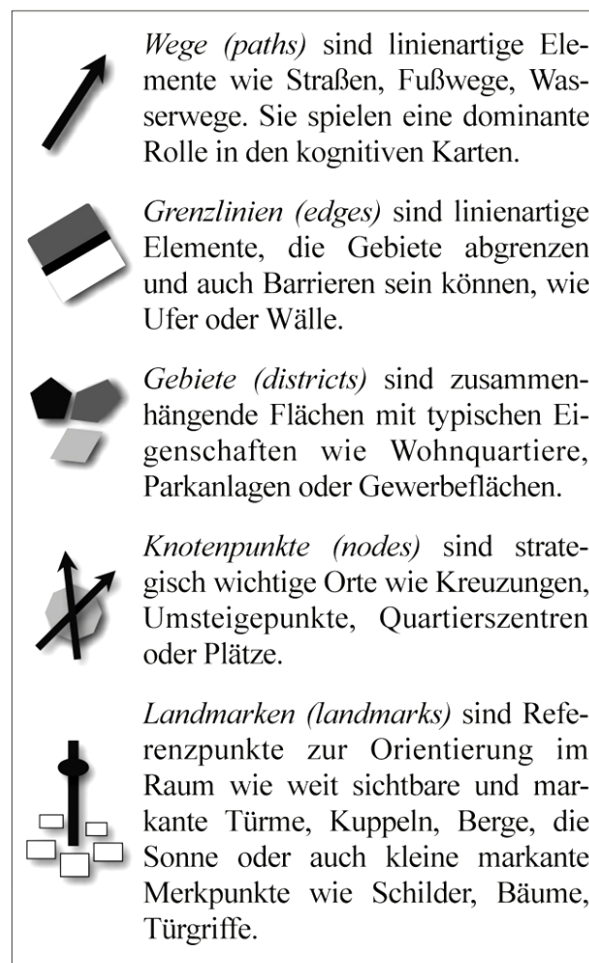 Wege (paths) sind linienartige Ele-
mente wie Straßen, Fußwege, Was-
serwege. Sie spielen eine dominante
Rolle in den kognitiven Karten.
Grenzlinien (edges) sind linienartige
Elemente, die Gebiete abgrenzen
und auch Barrieren sein können, wie
Ufer oder Wälle.
Gebiete (districts) sind zusammen-
hängende Flächen mit typischen Ei-
genschaften wie Wohnquartiere,
Parkanlagen oder Gewerbeflächen.
Knotenpunkte (nodes) sind strate-
gisch wichtige Orte wie Kreuzungen,
Umsteigepunkte, Quartierszentren
oder Plätze.
Landmarken (landmarks) sind Refe-
renzpunkte zur Orientierung im
Raum wie weit sichtbare und mar-
kante Türme, Kuppeln, Berge, die
Sonne oder auch kleine markante
Merkpunkte wie Schilder, Bäume,
Türgriffe.